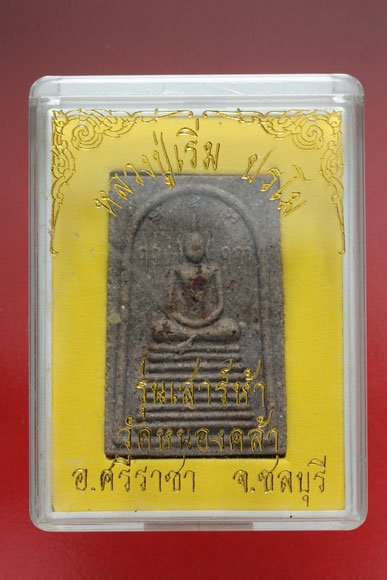 หลวงปู่เริ่ม ปรโม
รุ่นเสาร์ห้า
วัดหนองคล้า
อ.ศรีราชา จ.ชลบุรี